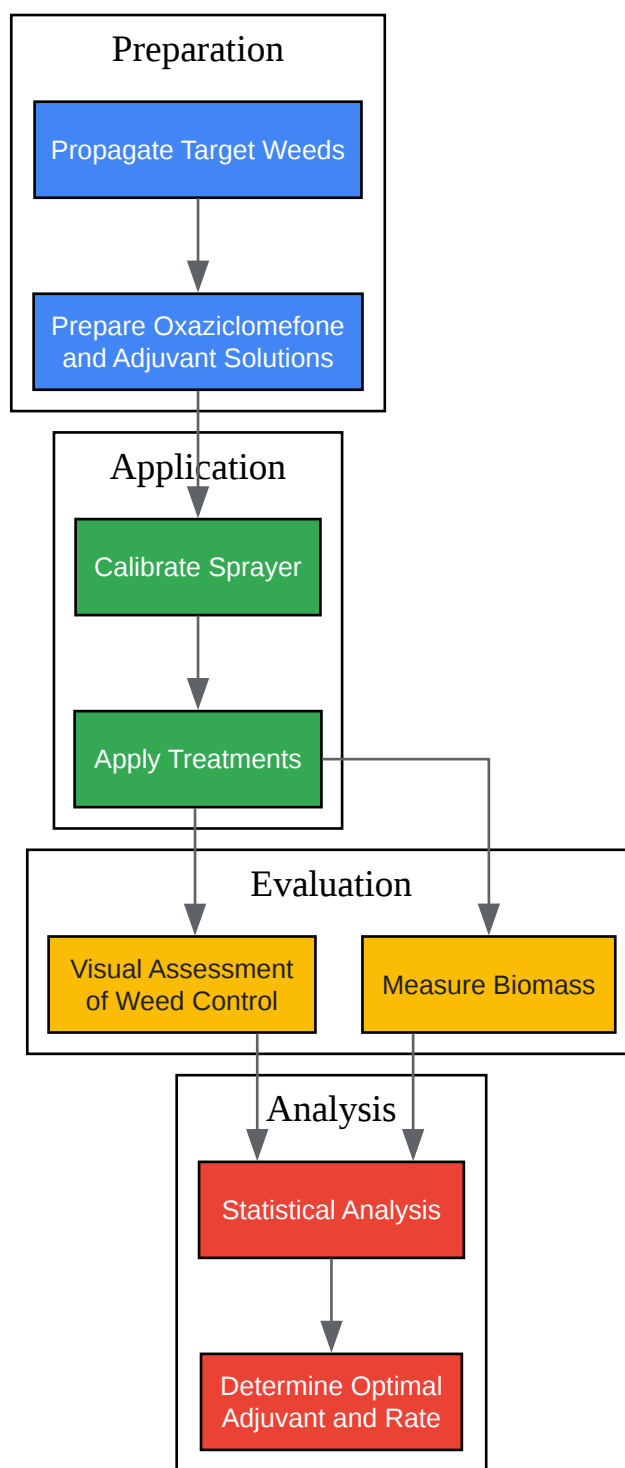 Preparation
Propagate Target Weeds
Prepare Oxaziclomefone
and Adjuvant Solutions
Application
Calibrate Sprayer
Apply Treatments
Evaluation
Visual Assessment
of Weed Control
Measure Biomass
Analysis
Statistical Analysis
Determine Optimal
Adjuvant and Rate